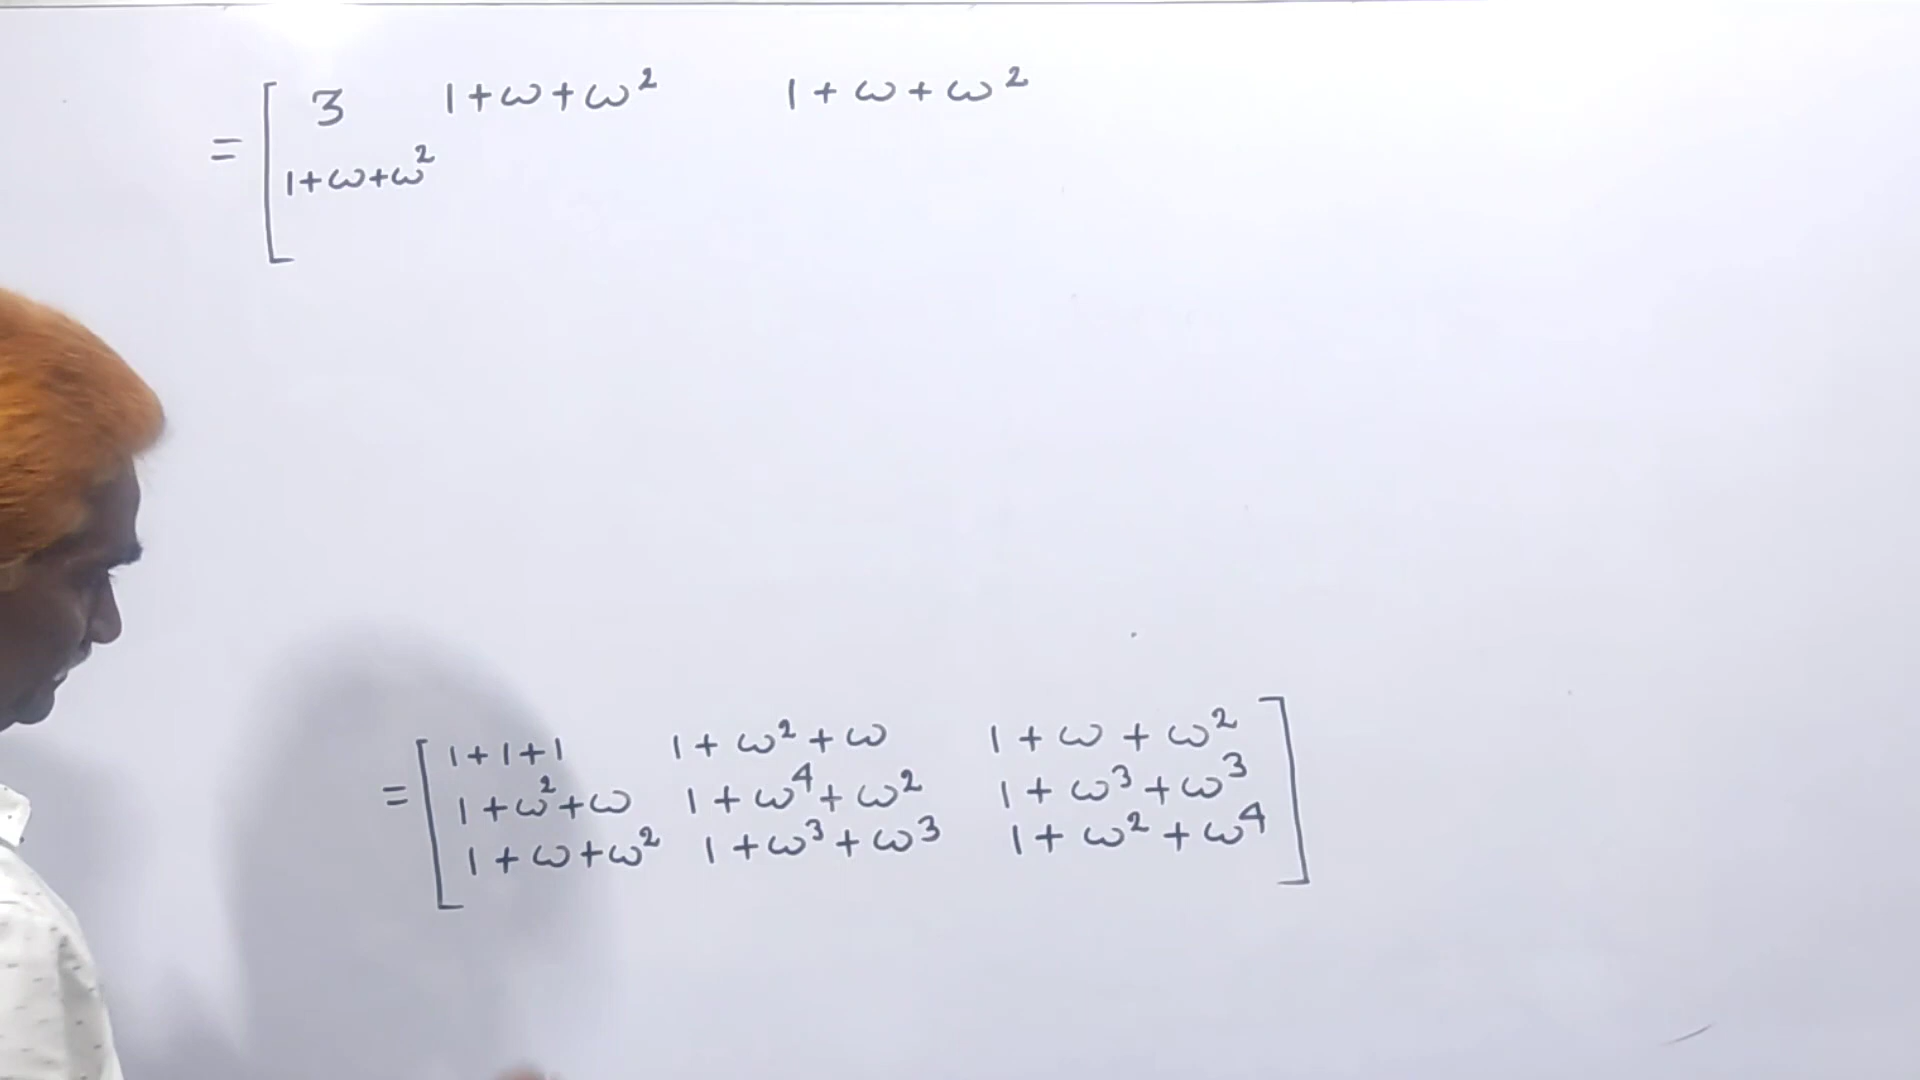 = [ 3 1+ω+ω² 1+ω+ω²
1+ω+ω²
= [ 1+1+1 1+ω²+ω 1+ω+ω² ]
1+ω²+ω 1+ω⁴+ω² 1+ω³+ω³
1+ω+ω² 1+ω³+ω³ 1+ω²+ω⁴